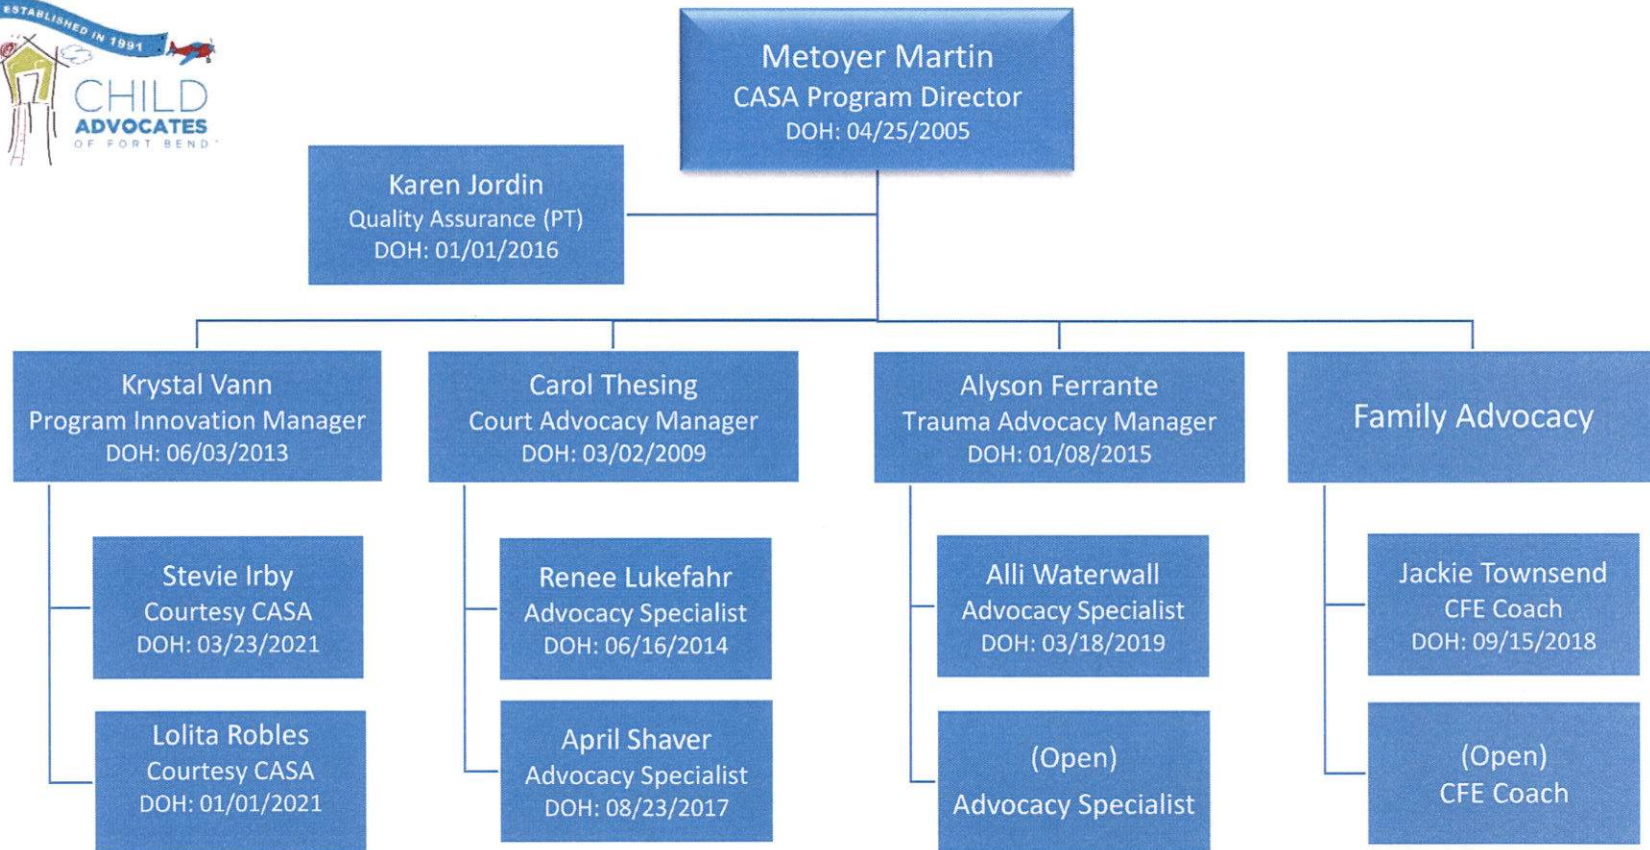 ESTABLISHED IN 1991
CHILD
ADVOCATES
OF FORT BEND
Metoyer Martin
CASA Program Director
DOH: 04/25/2005
Karen Jordin
Quality Assurance (PT)
DOH: 01/01/2016
Krystal Vann
Program Innovation Manager
DOH: 06/03/2013
Carol Thesing
Court Advocacy Manager
DOH: 03/02/2009
Alyson Ferrante
Trauma Advocacy Manager
DOH: 01/08/2015
Family Advocacy
Stevie Irby
Courtesy CASA
DOH: 03/23/2021
Renee Lukefahr
Advocacy Specialist
DOH: 06/16/2014
Alli Waterwall
Advocacy Specialist
DOH: 03/18/2019
Jackie Townsend
CFE Coach
DOH: 09/15/2018
Lolita Robles
Courtesy CASA
DOH: 01/01/2021
April Shaver
Advocacy Specialist
DOH: 08/23/2017
(Open)
Advocacy Specialist
(Open)
CFE Coach